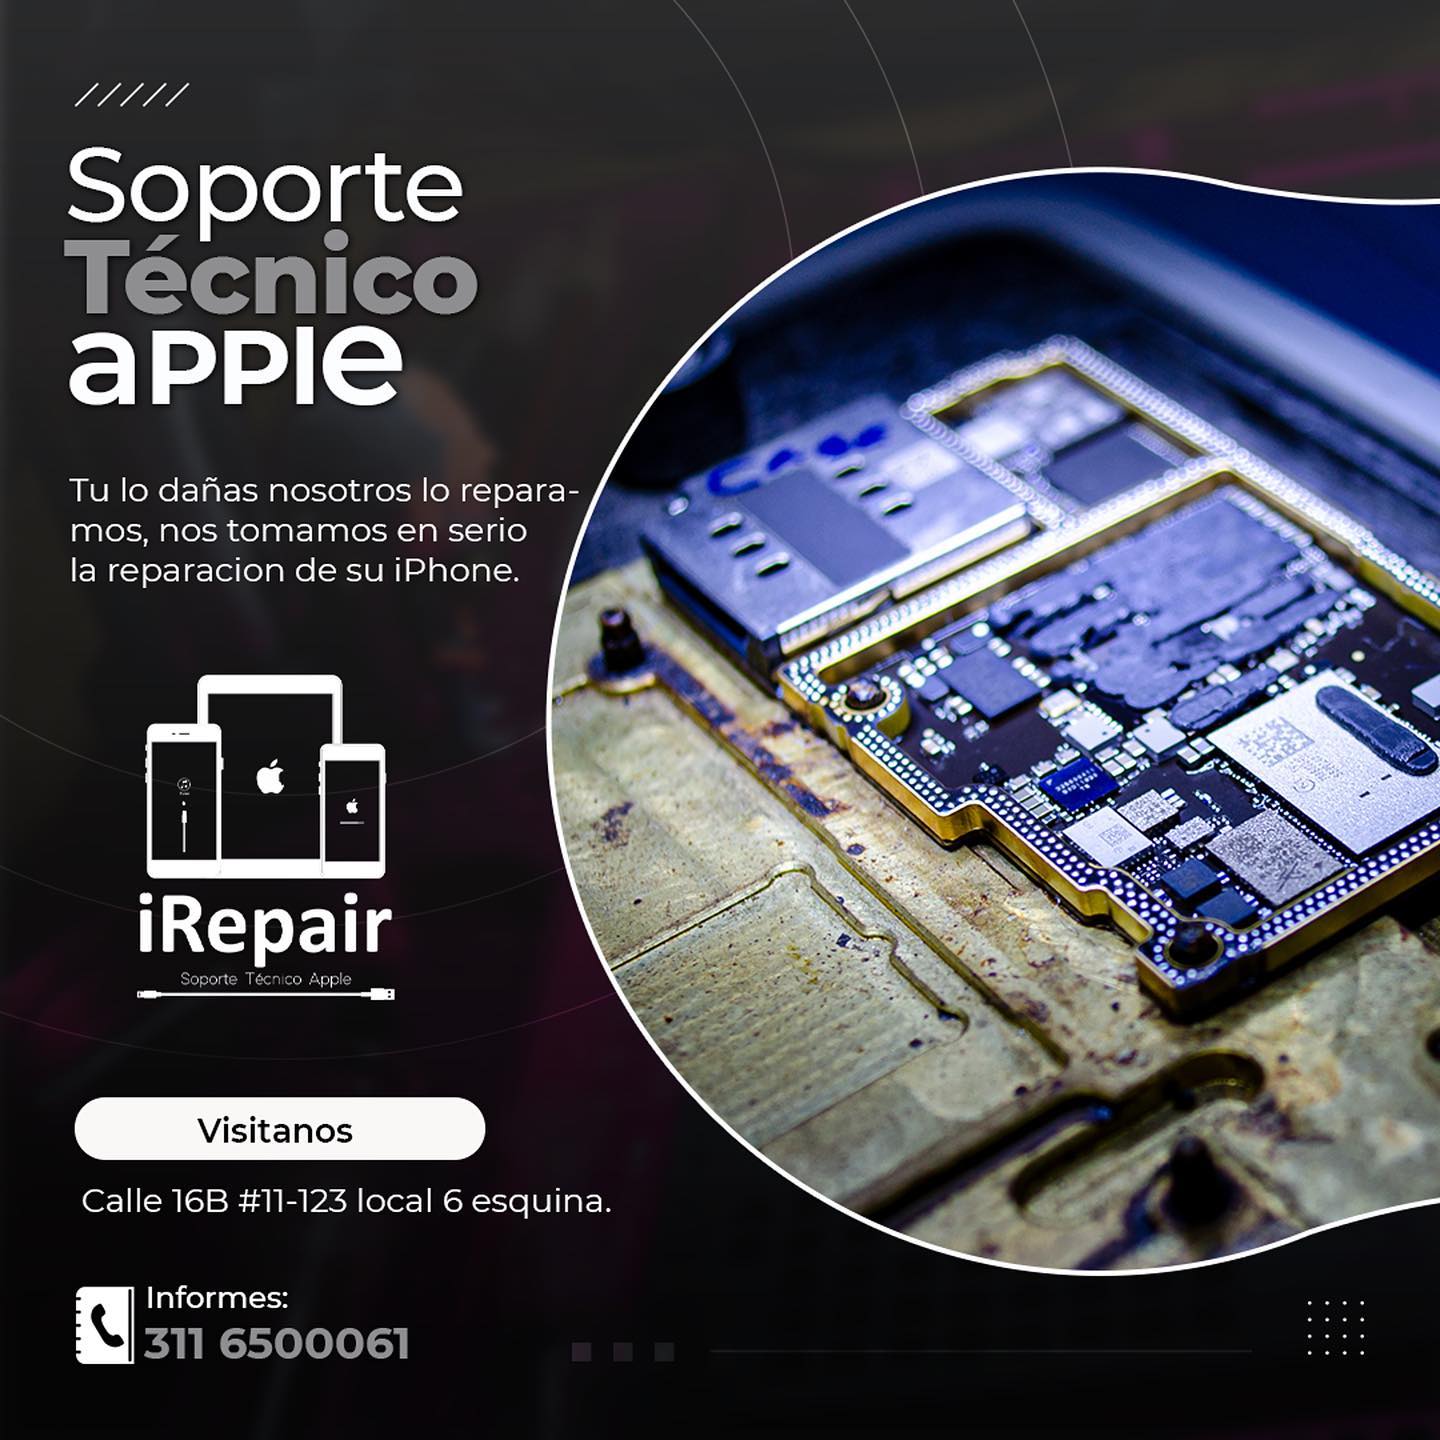 Soporte
Técnico
aPPle
Tu lo dañas nosotros lo repara-
mos, nos tomamos en serio
la reparacion de su iPhone.
iRepair
Soporte Técnico Apple
Visitanos
Calle 16B #11-123 local 6 esquina.
Informes:
311 6500061